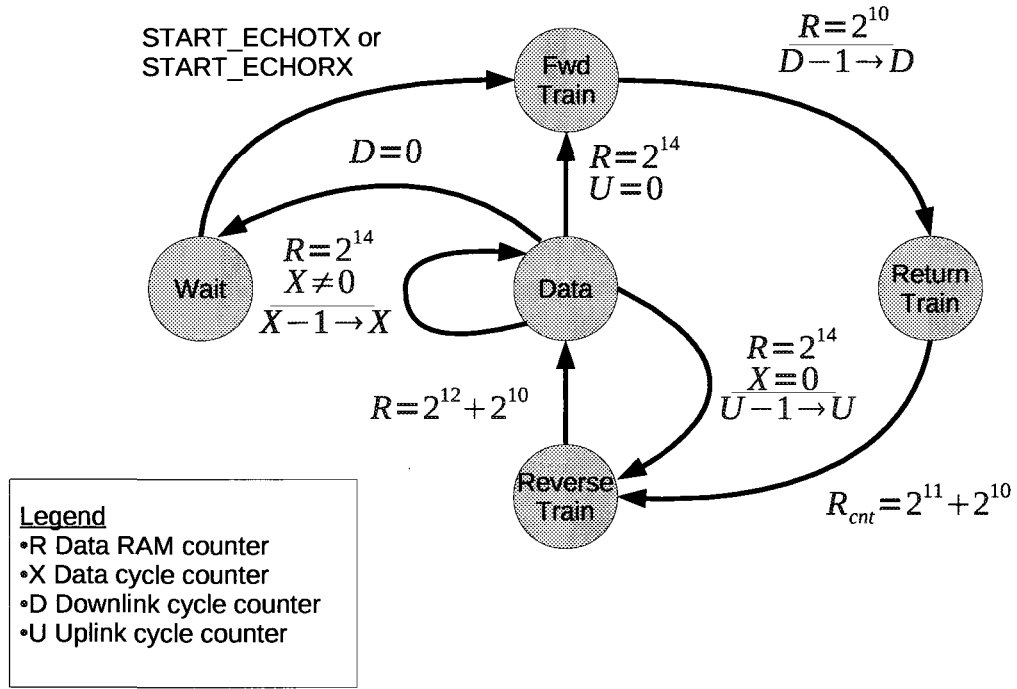 START_ECHOTX or
START_ECHORX
R=2^10
D−1→D
Fwd
Train
D=0
R=2^14
U=0
Wait
R=2^14
X≠0
X−1→X
Data
Return
Train
R=2^14
X=0
U−1→U
R=2^12+2^10
Reverse
Train
R_cnt=2^11+2^10
Legend
•R Data RAM counter
•X Data cycle counter
•D Downlink cycle counter
•U Uplink cycle counter